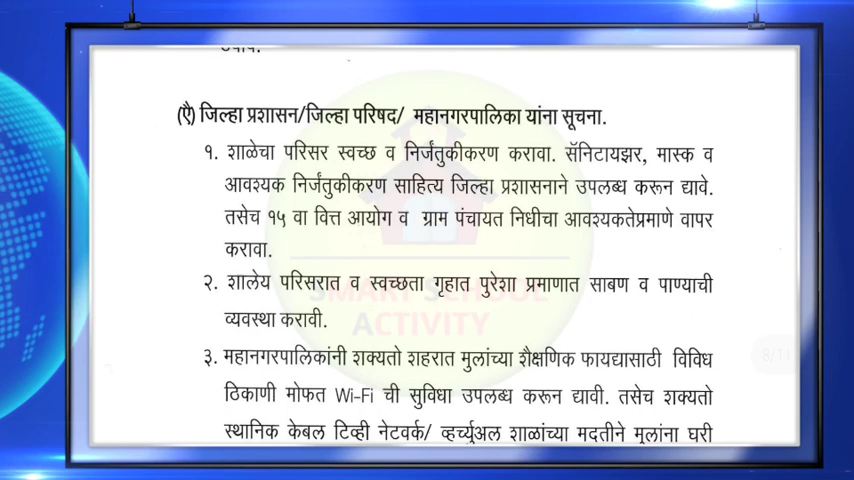 उपाय.
(ऐ) जिल्हा प्रशासन/जिल्हा परिषद/ महानगरपालिका यांना सूचना.
१. शाळेचा परिसर स्वच्छ व निर्जंतुकीकरण करावा. सॅनिटायझर, मास्क व
आवश्यक निर्जंतुकीकरण साहित्य जिल्हा प्रशासनाने उपलब्ध करून द्यावे.
तसेच १५ वा वित्त आयोग व ग्राम पंचायत निधीचा आवश्यकतेप्रमाणे वापर
करावा.
२. शालेय परिसरात व स्वच्छता गृहात पुरेशा प्रमाणात साबण व पाण्याची
व्यवस्था करावी.
SMART SCHOOL
ACTIVITY
३. महानगरपालिकांनी शक्यतो शहरात मुलांच्या शैक्षणिक फायद्यासाठी विविध
8/11
ठिकाणी मोफत Wi-Fi ची सुविधा उपलब्ध करून द्यावी. तसेच शक्यतो
स्थानिक केबल टिव्ही नेटवर्क/ व्हर्च्युअल शाळांच्या मदतीने मुलांना घरी